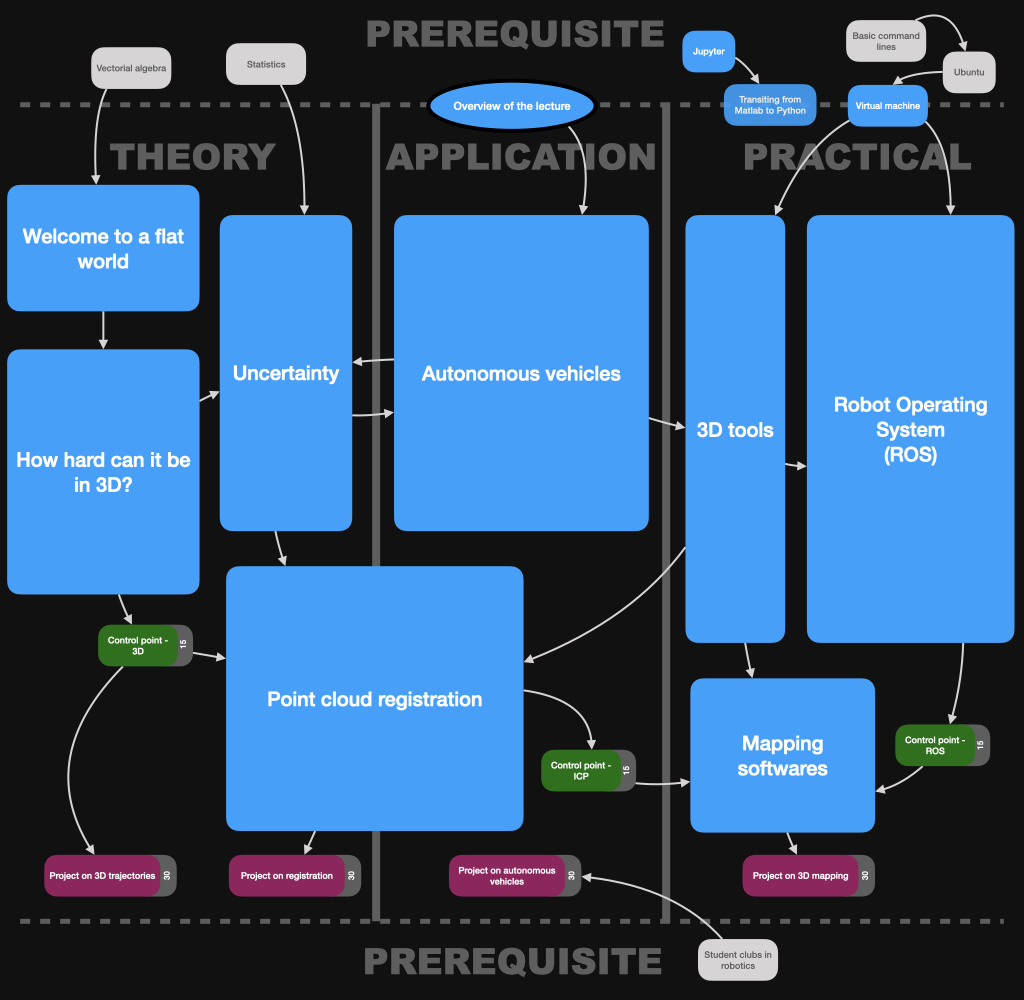 PREREQUISITE
Vectorial algebra
Statistics
Jupyter
Basic command
lines
Ubuntu
Transiting from
Matlab to Python
Virtual machine
Overview of the lecture
THEORY
APPLICATION
PRACTICAL
Welcome to a flat
world
Uncertainty
Autonomous vehicles
3D tools
Robot Operating
System
(ROS)
How hard can it be
in 3D?
Control point -
3D
15
Point cloud registration
Control point -
ICP
15
Mapping
softwares
Control point -
ROS
15
Project on 3D trajectories
30
Project on registration
30
Project on autonomous
vehicles
30
Project on 3D mapping
30
PREREQUISITE
Student clubs in
robotics